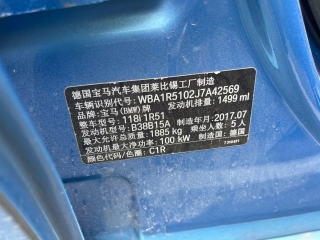 德国宝马汽车集团莱比锡工厂制造
车辆识别代号: WBA1R5102J7A42569
品牌: 宝马(BMW)牌 发动机排量: 1499 ml
整车型号: 118I 1R51 制造年月: 2017.07
发动机型号: B38B15A 乘坐人数: 5人
最大允许总质量: 1885 kg 制造国: 德国
发动机最大净功率: 100 kW
颜色代码/色圈: C1R